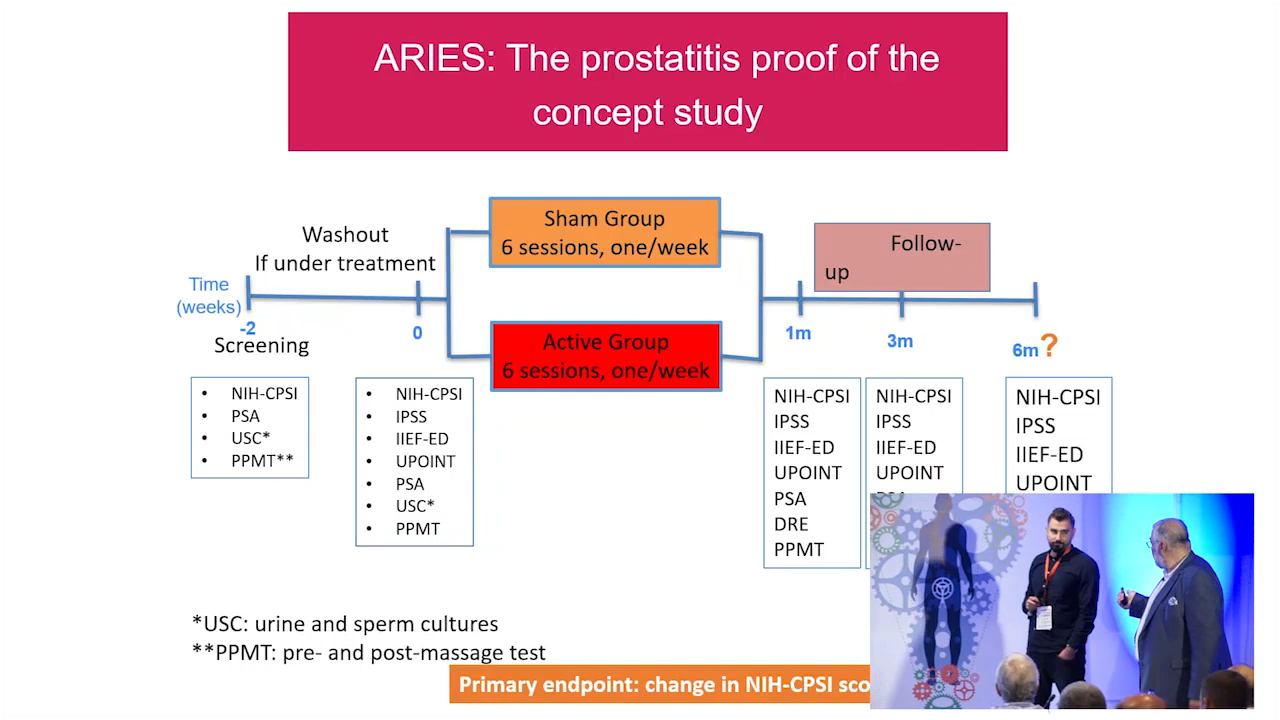 ARIES: The prostatitis proof of the
concept study
Washout
If under treatment
Sham Group
6 sessions, one/week
Follow-
up
Time
(weeks)
-2
0
Active Group
6 sessions, one/week
1m
3m
6m?
Screening
• NIH-CPSI
• PSA
• USC*
• PPMT**
• NIH-CPSI
• IPSS
• IIEF-ED
• UPOINT
• PSA
• USC*
• PPMT
NIH-CPSI
IPSS
IIEF-ED
UPOINT
PSA
DRE
PPMT
NIH-CPSI
IPSS
IIEF-ED
UPOINT
NIH-CPSI
IPSS
IIEF-ED
UPOINT
*USC: urine and sperm cultures
**PPMT: pre- and post-massage test
Primary endpoint: change in NIH-CPSI sco